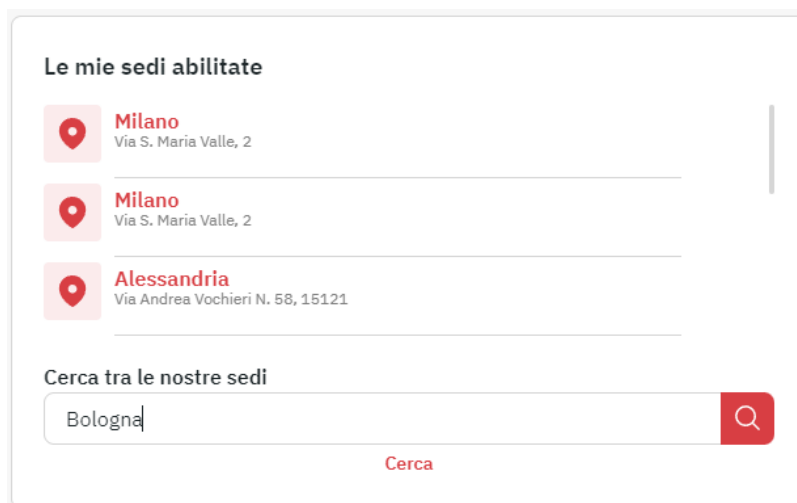 Le mie sedi abilitate
Milano
Via S. Maria Valle, 2
Milano
Via S. Maria Valle, 2
Alessandria
Via Andrea Vochieri N. 58, 15121
Cerca tra le nostre sedi
Bologna
Cerca